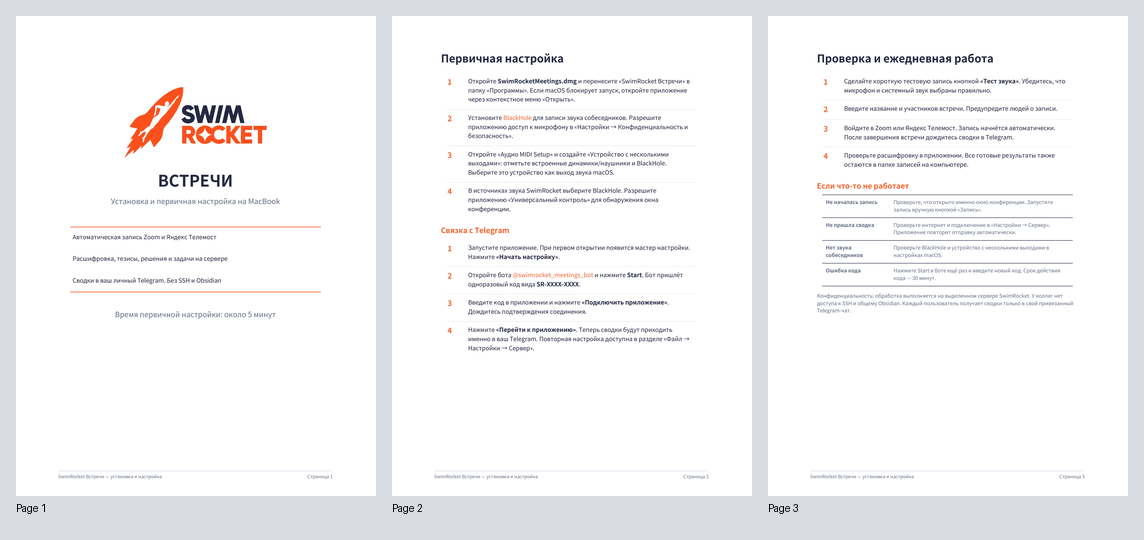 SWIM
ROCKET
ВСТРЕЧИ
Установка и первичная настройка на MacBook
Автоматическая запись Zoom и Яндекс Телемост
Расшифровка, тезисы, решения и задачи на сервере
Сводки в ваш личный Telegram. Без SSH и Obsidian
Время первичной настройки: около 5 минут
SwimRocket Встречи — установка и настройка
Страница 1
Page 1
Первичная настройка
1
Откройте SwimRocketMeetings.dmg и перенесите «SwimRocket Встречи» в
папку «Программы». Если macOS блокирует запуск, откройте приложение
через контекстное меню «Открыть».
2
Установите BlackHole для записи звука собеседников. Разрешите
приложению доступ к микрофону в «Настройки → Конфиденциальность и
безопасность».
3
Откройте «Аудио MIDI Setup» и создайте «Устройство с несколькими
выходами»: отметьте встроенные динамики/наушники и BlackHole.
Выберите это устройство как выход звука macOS.
4
В источниках звука SwimRocket выберите BlackHole. Разрешите
приложению «Универсальный контроль» для обнаружения окна
конференции.
Связка с Telegram
1
Запустите приложение. При первом открытии появится мастер настройки.
Нажмите «Начать настройку».
2
Откройте бота @swimrocket_meetings_bot и нажмите Start. Бот пришлёт
одноразовый код вида SR-XXXX-XXXX.
3
Введите код в приложении и нажмите «Подключить приложение».
Дождитесь подтверждения соединения.
4
Нажмите «Перейти к приложению». Теперь сводки будут приходить
именно в ваш Telegram. Повторная настройка доступна в разделе «Файл →
Настройки → Сервер».
SwimRocket Встречи — установка и настройка
Страница 2
Page 2
Проверка и ежедневная работа
1
Сделайте короткую тестовую запись кнопкой «Тест звука». Убедитесь, что
микрофон и системный звук выбраны правильно.
2
Введите название и участников встречи. Предупредите людей о записи.
3
Войдите в Zoom или Яндекс Телемост. Запись начнётся автоматически.
После завершения встречи дождитесь сводки в Telegram.
4
Проверьте расшифровку в приложении. Все готовые результаты также
остаются в папке записей на компьютере.
Если что-то не работает
Не началась запись
Проверьте, что открыто именно окно конференции. Запустите
запись вручную кнопкой «Запись».
Не пришла сводка
Проверьте интернет и подключение в «Настройки → Сервер».
Приложение повторит отправку автоматически.
Нет звука
собеседников
Проверьте BlackHole и устройство с несколькими выходами в
настройках macOS.
Ошибка кода
Нажмите Start в боте ещё раз и введите новый код. Срок действия
кода — 30 минут.
Конфиденциальность: обработка выполняется на выделенном сервере SwimRocket. У коллег нет
доступа к SSH и общему Obsidian. Каждый пользователь получает сводки только в свой привязанный
Telegram-чат.
SwimRocket Встречи — установка и настройка
Страница 3
Page 3